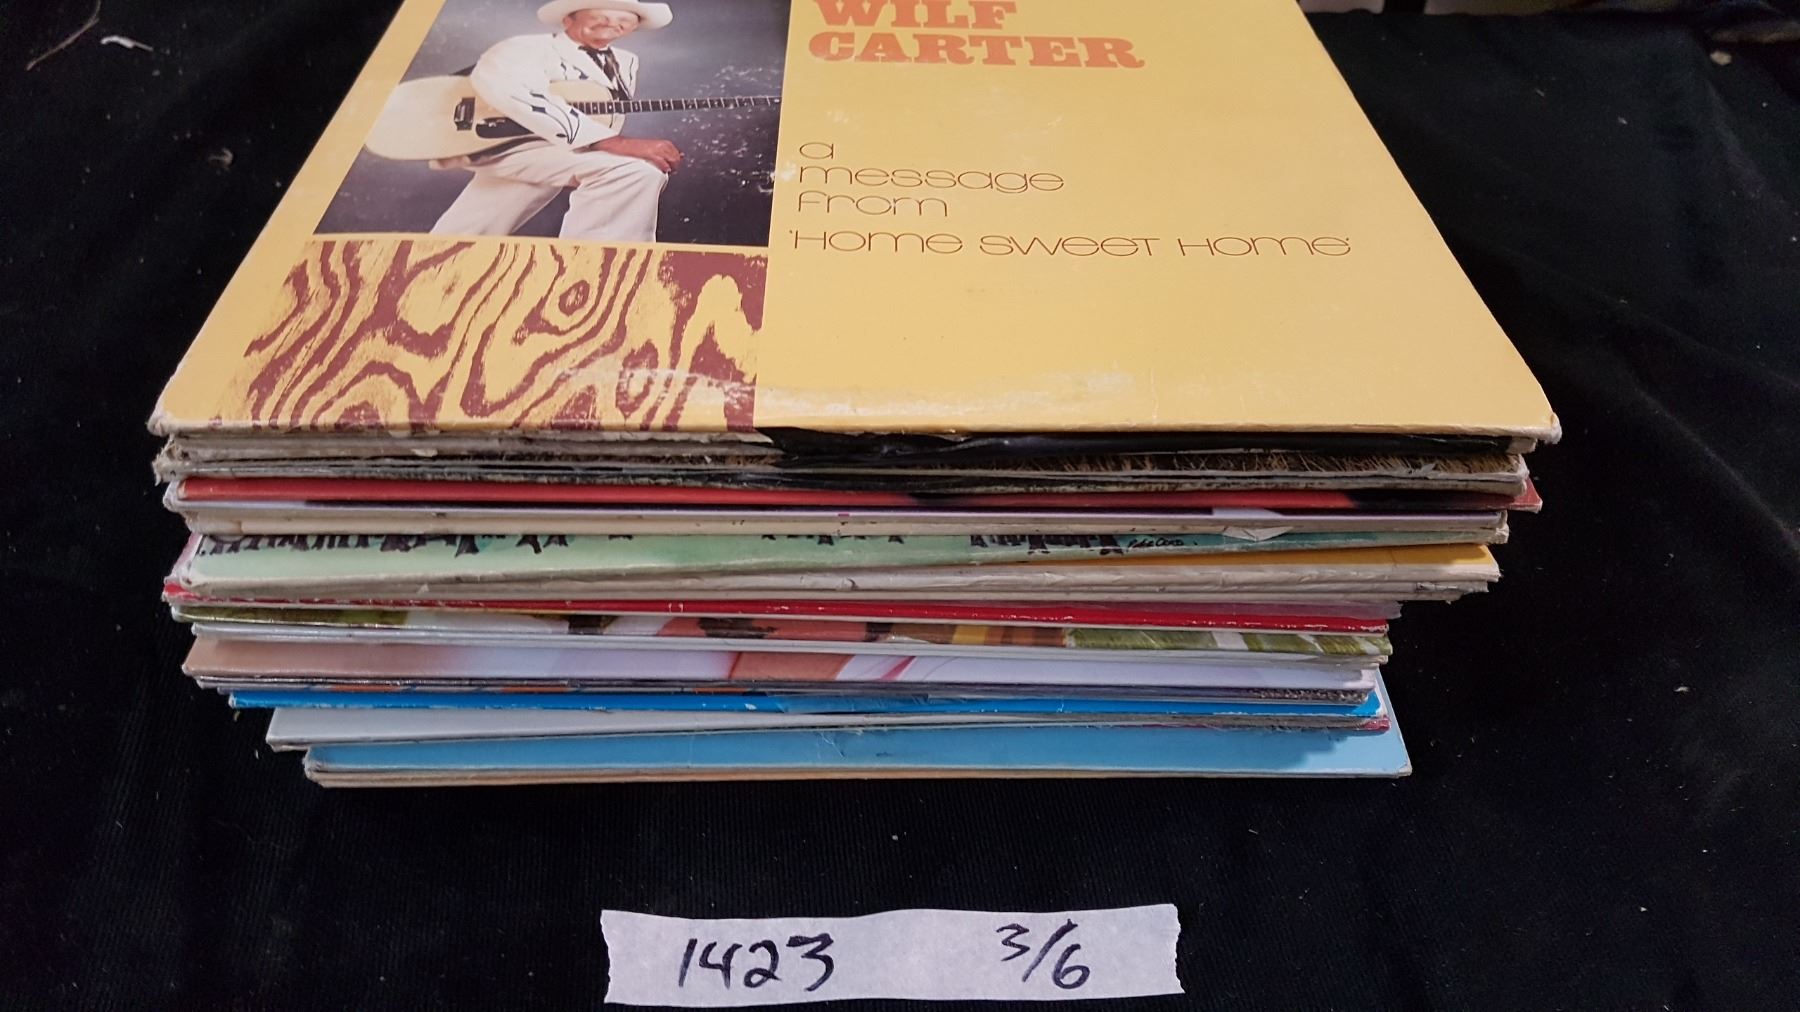 WILF
CARTER
a
message
from
'Home sweet Home'
1423 3/6